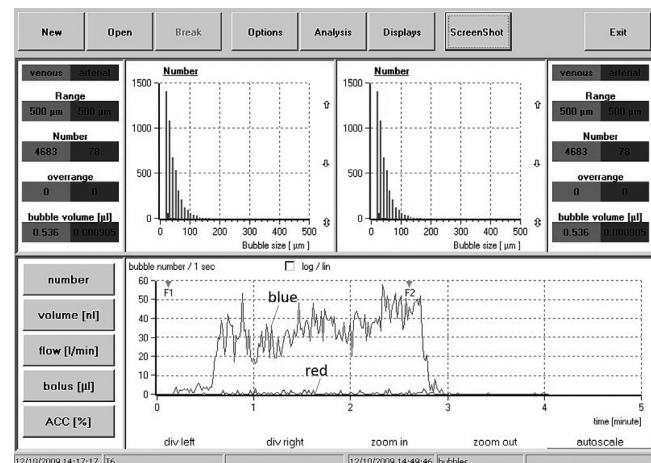 New Open Break Options Analysis Displays ScreenShot Exit
venous arterial
Range
500 µm 500 µm
Number
4683 78
overrange
0 0
bubble volume [µl]
0.536 0.000905
Number
1500
1000
500
0
0 100 200 300 400 500
Bubble size [ µm ]
Number
1500
1000
500
0
0 100 200 300 400 500
Bubble size [ µm ]
venous arterial
Range
500 µm 500 µm
Number
4683 78
overrange
0 0
bubble volume [µl]
0.536 0.000905
number
volume [nl]
flow [l/min]
bolus [µl]
ACC [%]
bubble number / 1 sec log / lin
60
50
40
30
20
10
0
F1 F2
blue
red
0 1 2 3 4 5
time [minute]
div left div right zoom in zoom out autoscale
12/10/2009 14:17:17 T6 12/10/2009 14:49:46 bubbles